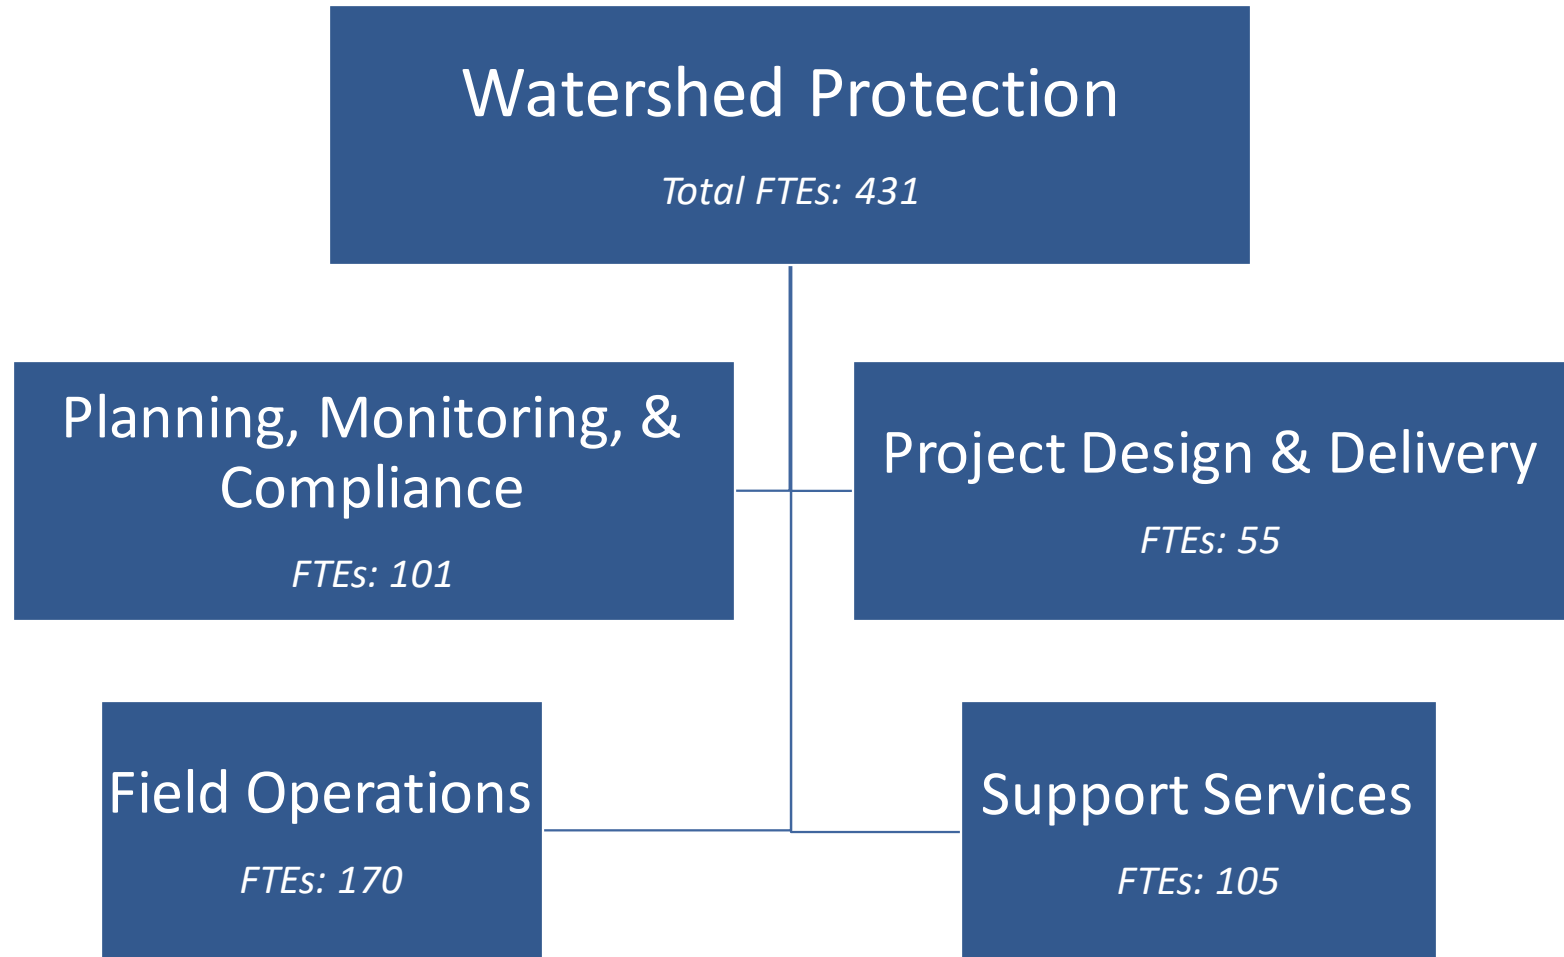 Watershed Protection
Total FTEs: 431
Planning, Monitoring, &
Compliance
FTEs: 101
Project Design & Delivery
FTEs: 55
Field Operations
FTEs: 170
Support Services
FTEs: 105